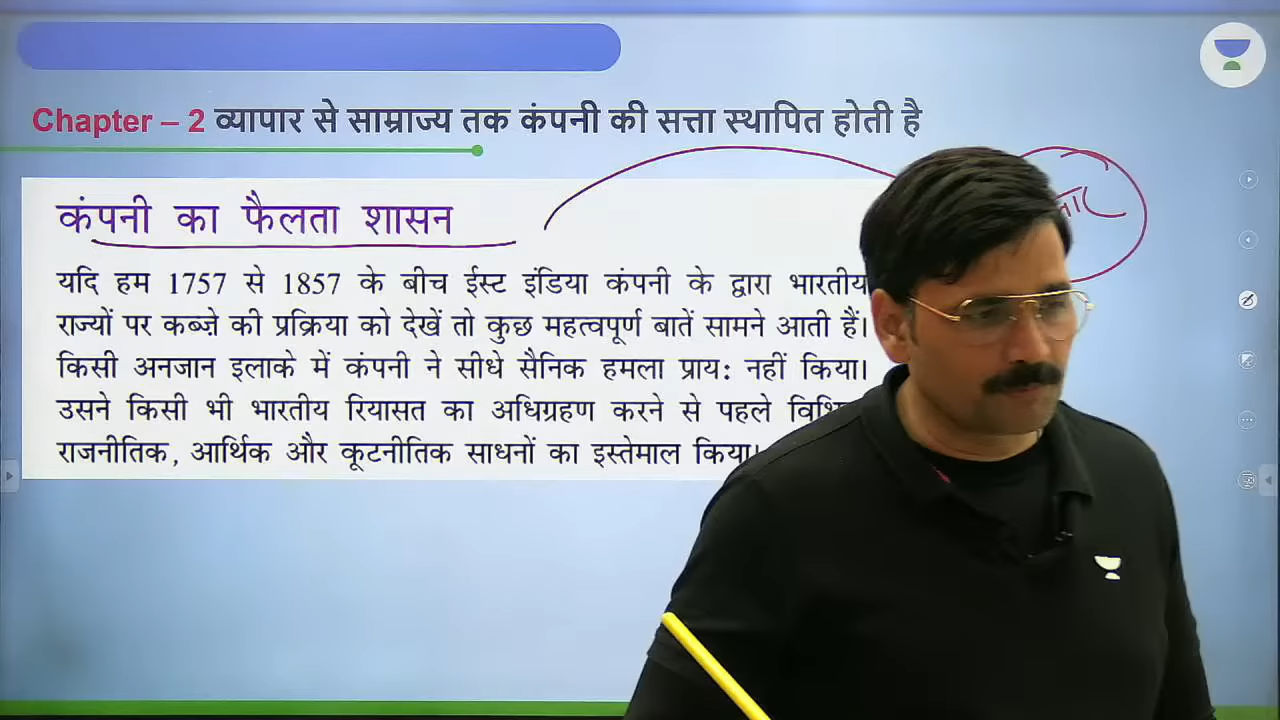 Chapter – 2 व्यापार से साम्राज्य तक कंपनी की सत्ता स्थापित होती है
कंपनी का फैलता शासन
यदि हम 1757 से 1857 के बीच ईस्ट इंडिया कंपनी के द्वारा भारतीय
राज्यों पर कब्ज़े की प्रक्रिया को देखें तो कुछ महत्वपूर्ण बातें सामने आती हैं।
किसी अनजान इलाके में कंपनी ने सीधे सैनिक हमला प्राय: नहीं किया।
उसने किसी भी भारतीय रियासत का अधिग्रहण करने से पहले
राजनीतिक, आर्थिक और कूटनीतिक साधनों का इस्तेमाल किया।